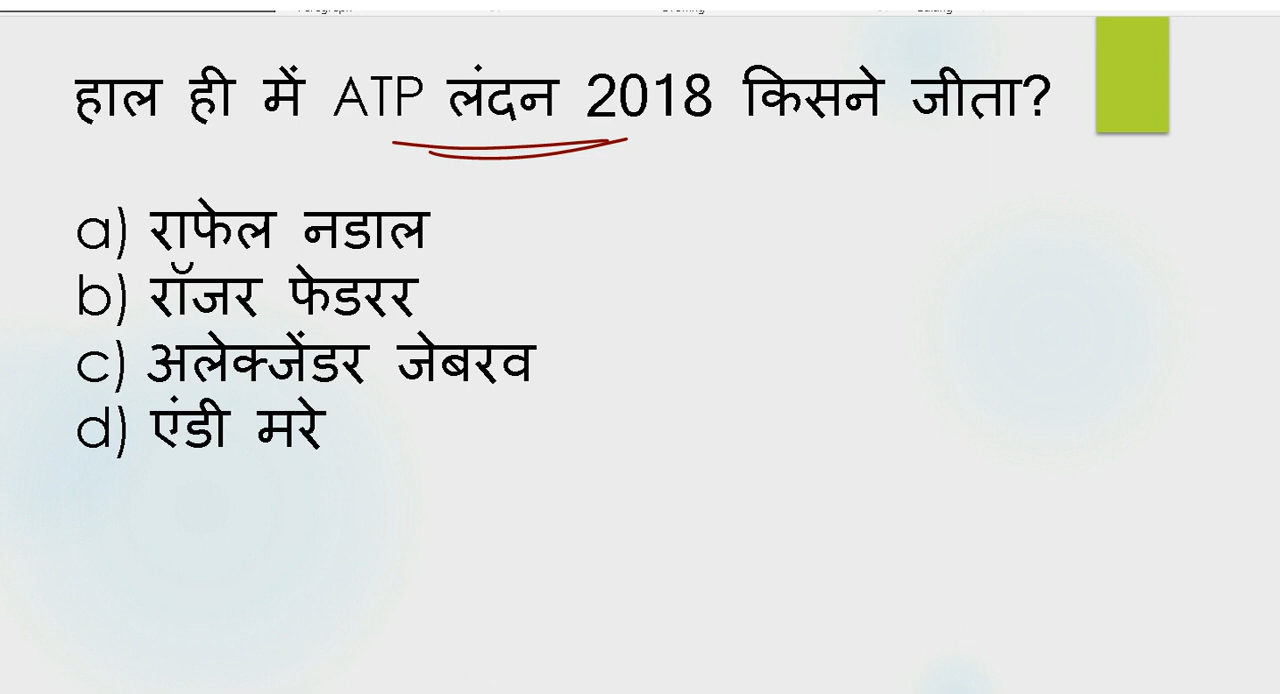 हाल ही में ATP लंदन 2018 किसने जीता?
a) राफेल नडाल
b) रॉजर फेडरर
c) अलेक्जेंडर जेबरव
d) एंडी मरे